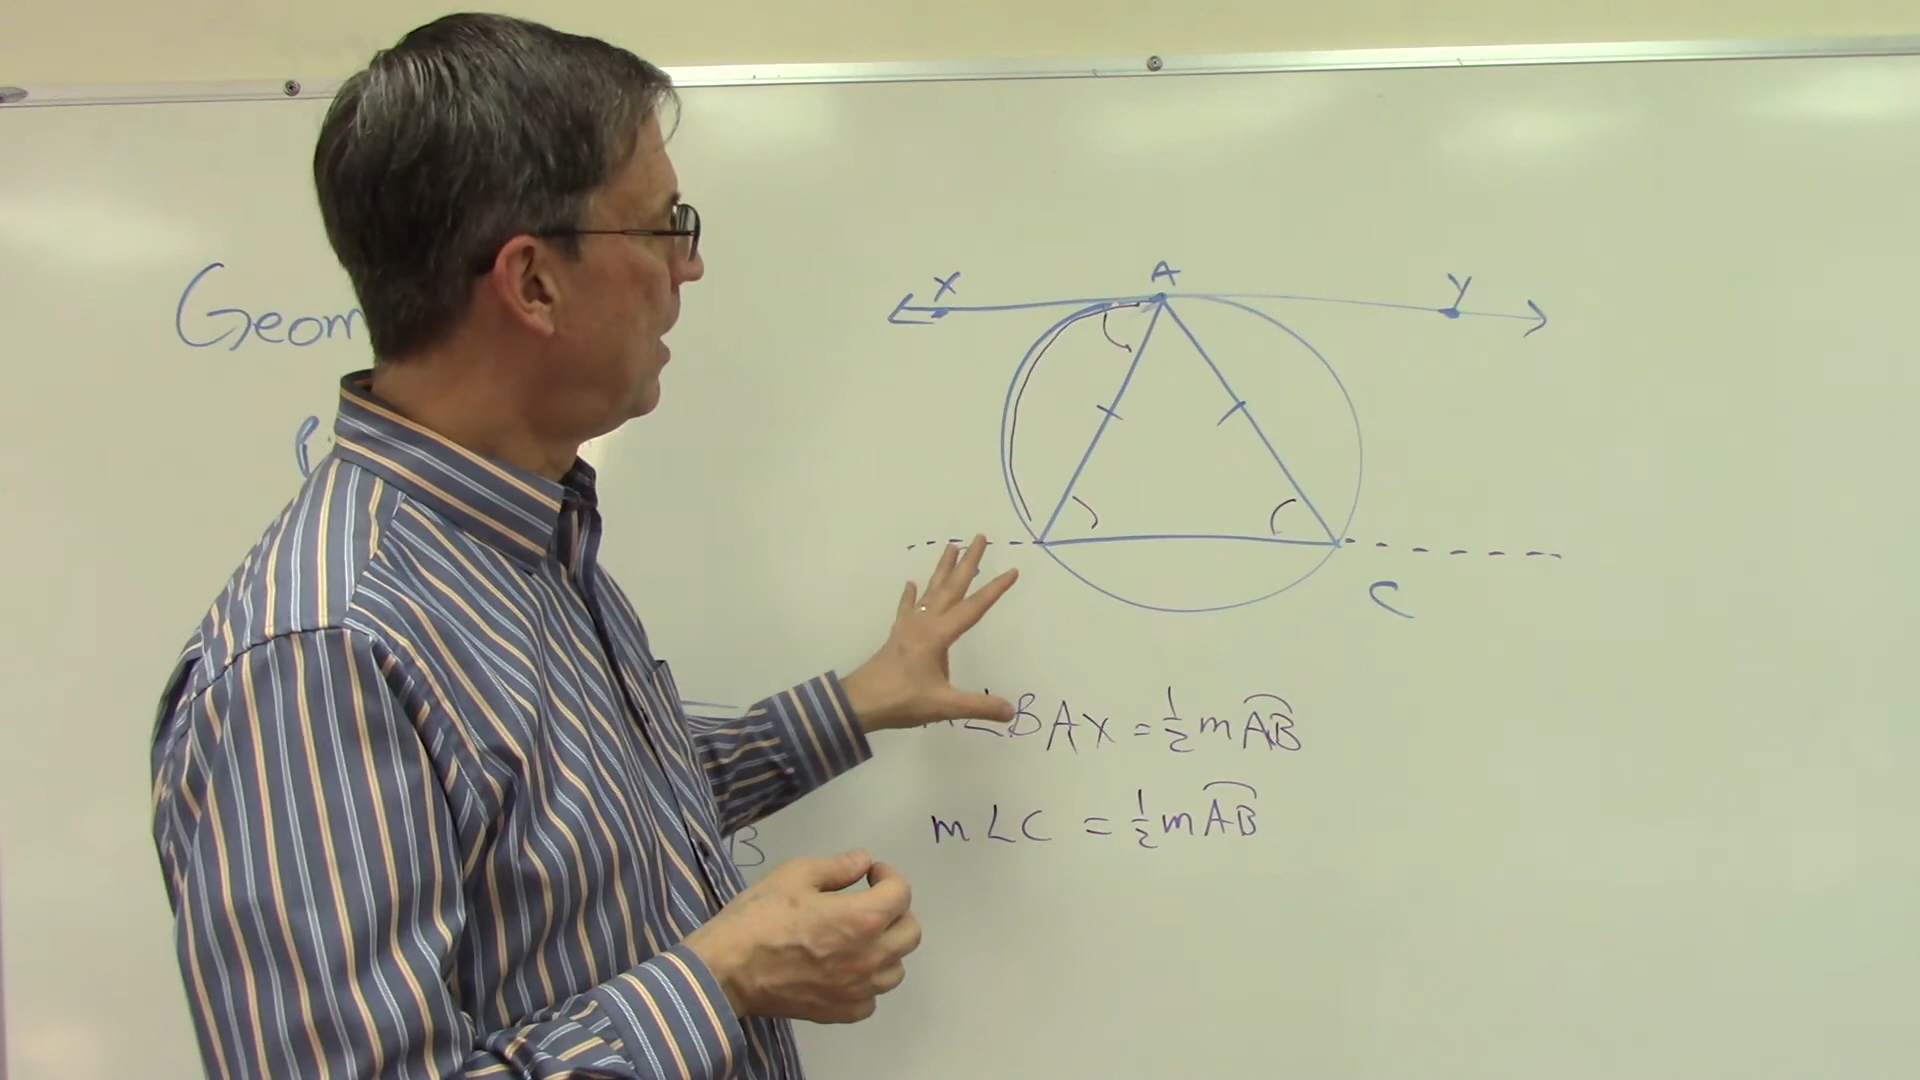 Geom
X A Y
C
m∠BAX = 1/2 mAB
m∠C = 1/2 mAB
B